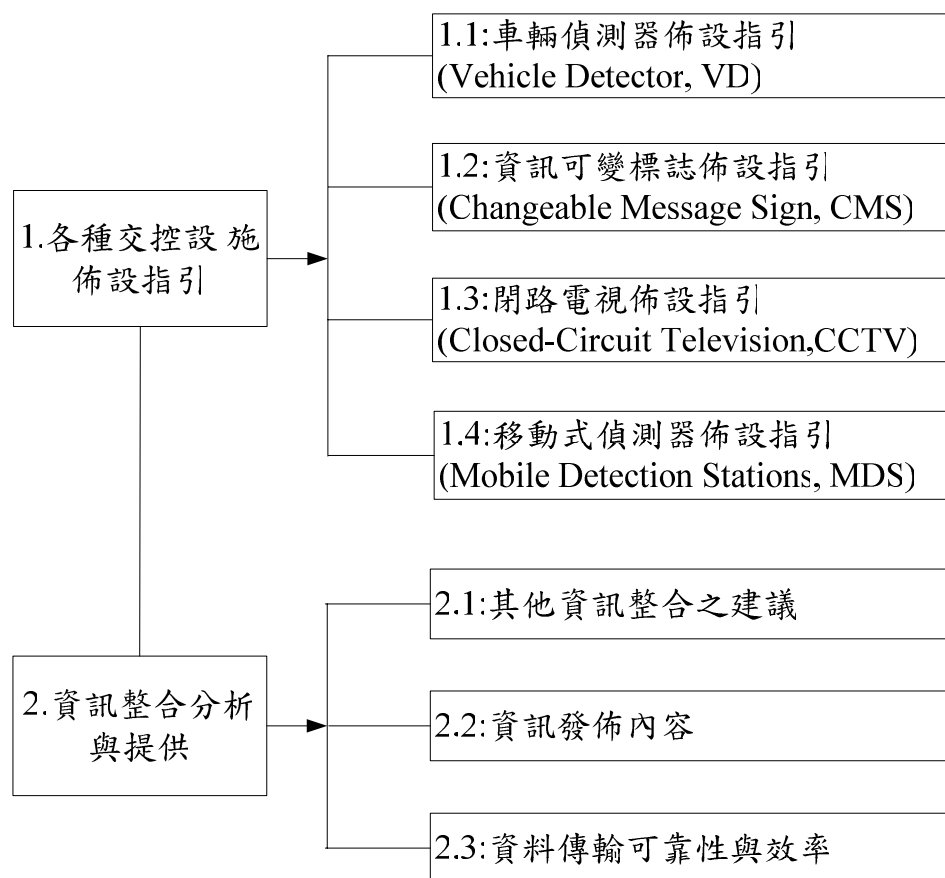 1.1:車輛偵測器佈設指引
(Vehicle Detector, VD)
1.2:資訊可變標誌佈設指引
(Changeable Message Sign, CMS)
1.各種交控設 施
佈設指引
1.3:閉路電視佈設指引
(Closed-Circuit Television,CCTV)
1.4:移動式偵測器佈設指引
(Mobile Detection Stations, MDS)
2.1:其他資訊整合之建議
2.資訊整合分析
與提供
2.2:資訊發佈內容
2.3:資料傳輸可靠性與效率